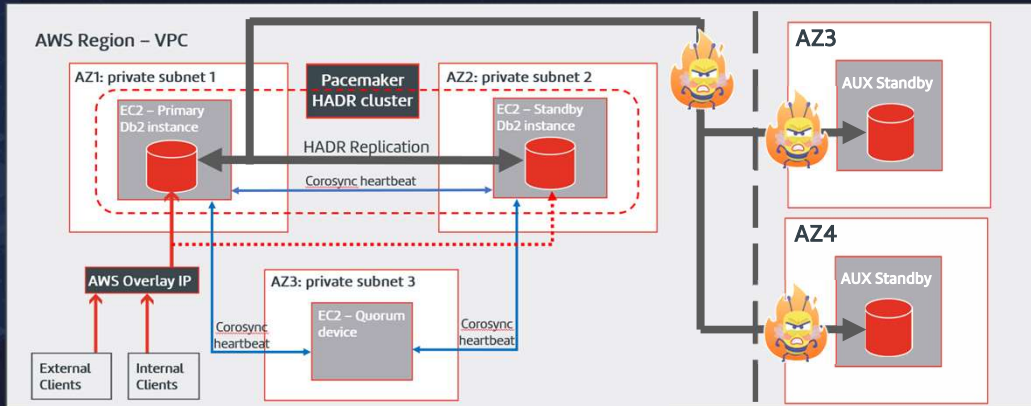 AWS Region – VPC
AZ1: private subnet 1
Pacemaker
HADR cluster
AZ2: private subnet 2
EC2 – Primary
Db2 instance
EC2 – Standby
Db2 instance
HADR Replication
Corosync heartbeat
AWS Overlay IP
AZ3: private subnet 3
EC2 – Quorum
device
Corosync
heartbeat
Corosync
heartbeat
External
Clients
Internal
Clients
AZ3
AUX Standby
AZ4
AUX Standby